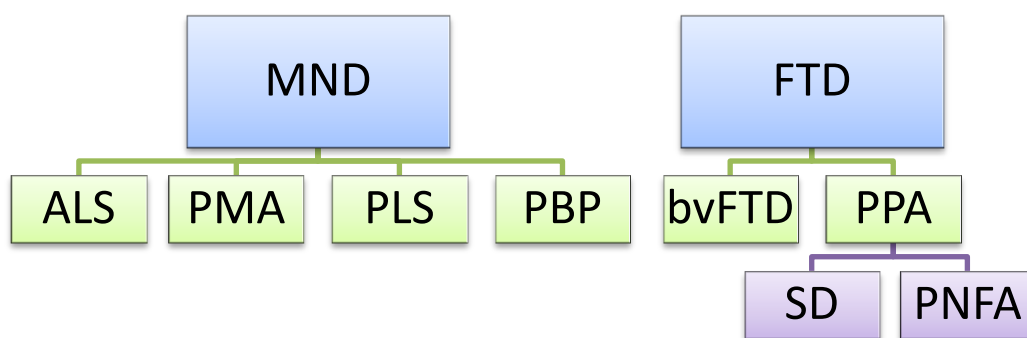 MND
FTD
ALS
PMA
PLS
PBP
bvFTD
PPA
SD
PNFA